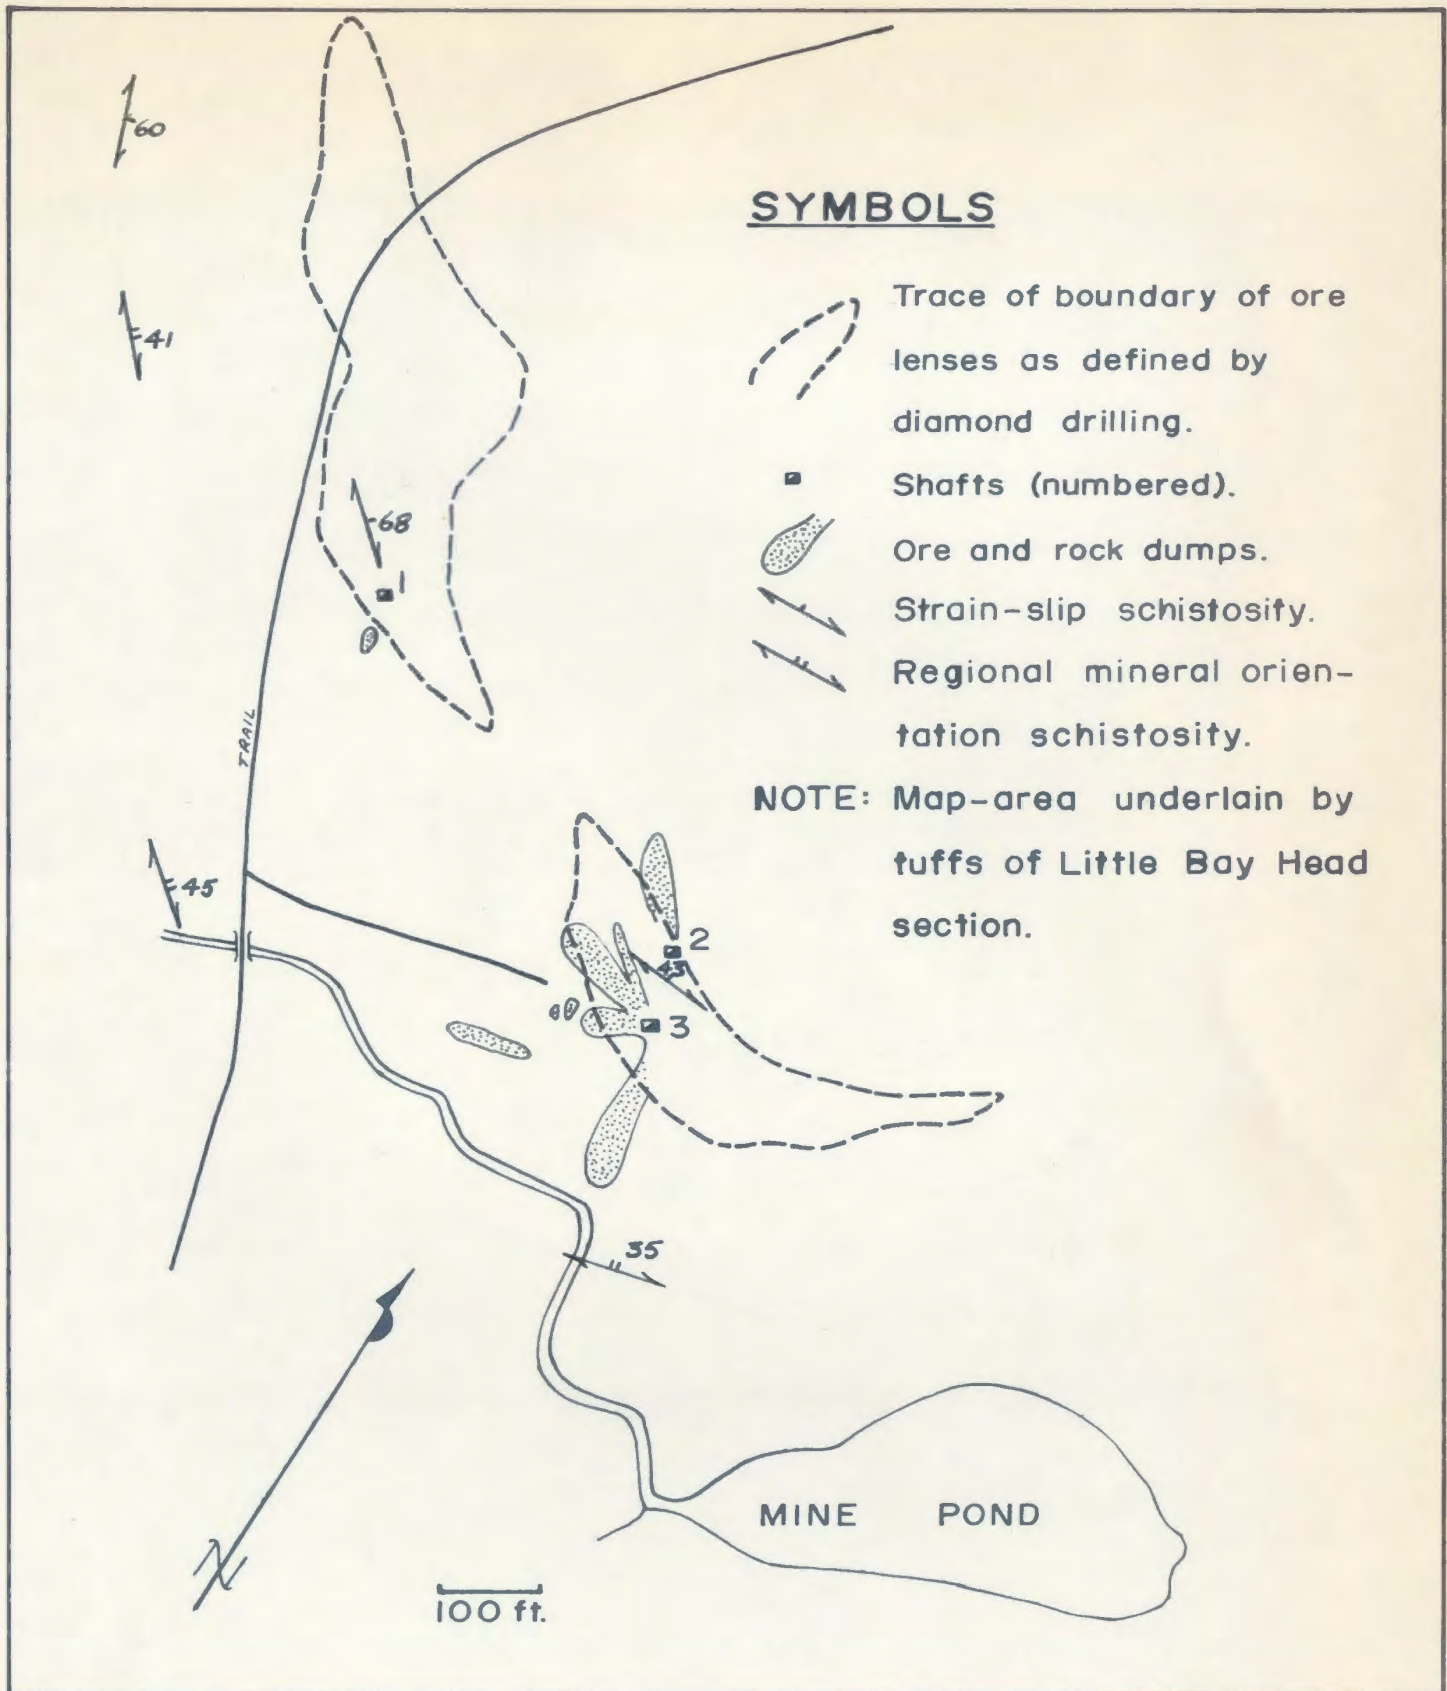 60
SYMBOLS
Trace of boundary of ore
lenses as defined by
diamond drilling.
41
Shafts (numbered).
68
Ore and rock dumps.
1
Strain-slip schistosity.
Regional mineral orien-
tation schistosity.
TRAIL
NOTE: Map-area underlain by
tuffs of Little Bay Head
section.
45
2
43
3
35
MINE POND
N
100 ft.